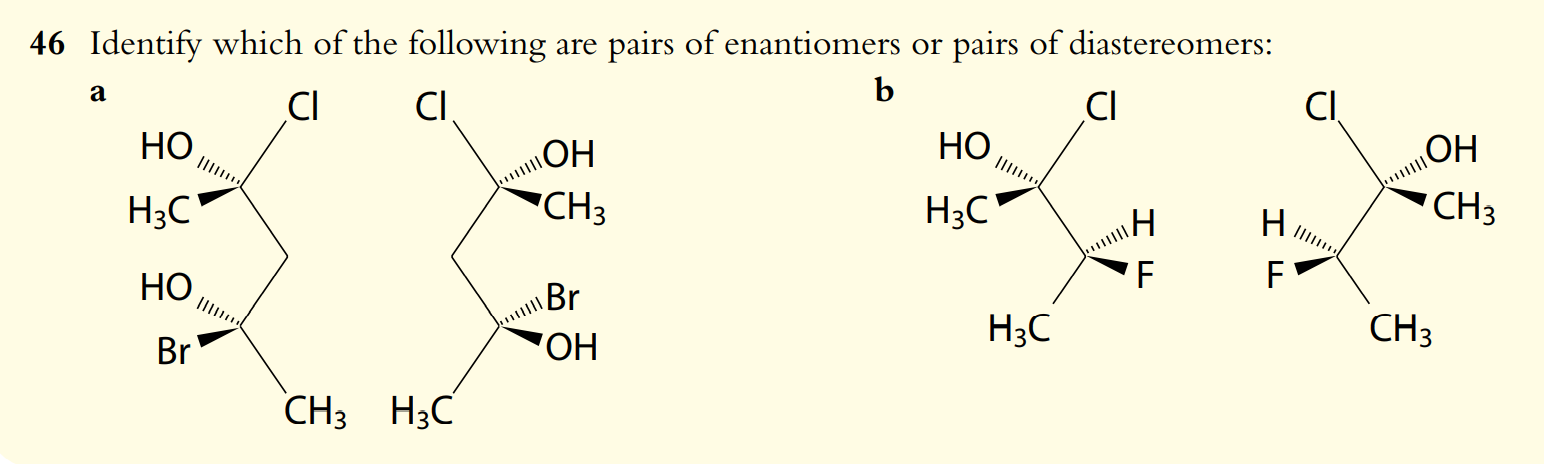 46 Identify which of the following are pairs of enantiomers or pairs of diastereomers:
a b
Cl Cl Cl Cl
HO OH HO OH
H₃C CH₃ H₃C CH₃
H H
HO Br F F
Br OH H₃C CH₃
CH₃ H₃C